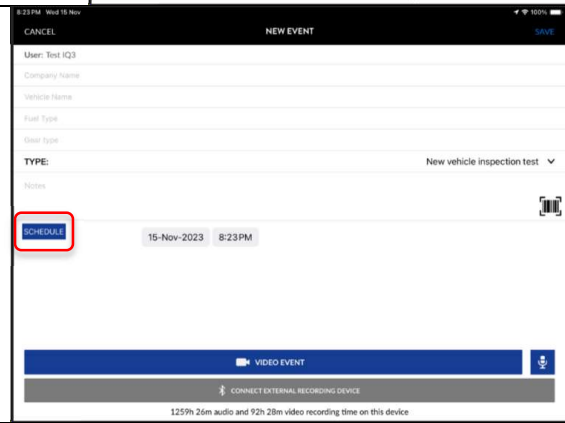 8:23 PM Wed 15 Nov 100%
CANCEL NEW EVENT SAVE
User: Test IQ3
Company Name
Vehicle Name
Fuel Type
Gear type
TYPE: New vehicle inspection test
Notes
SCHEDULE 15-Nov-2023 8:23 PM
VIDEO EVENT
CONNECT EXTERNAL RECORDING DEVICE
1259h 26m audio and 92h 28m video recording time on this device